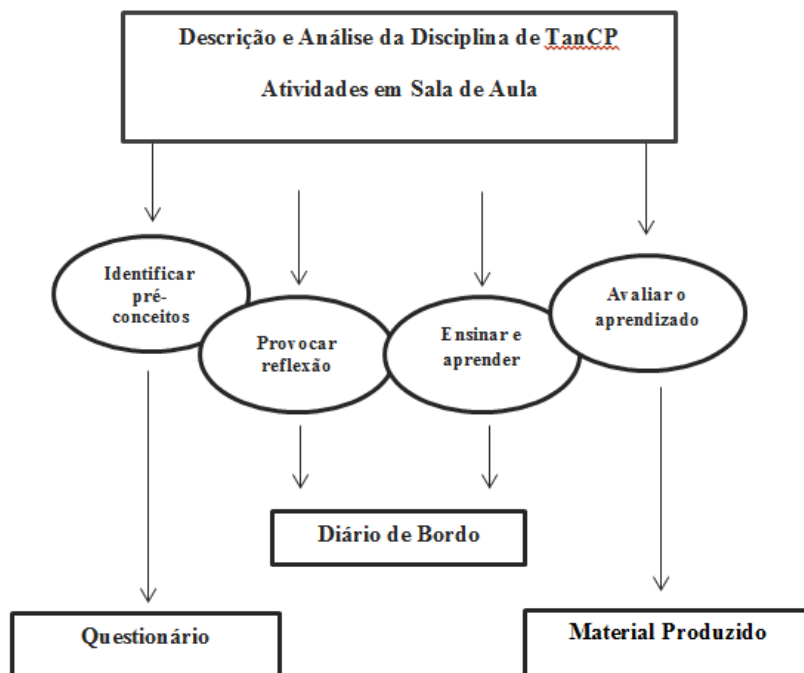 Descrição e Análise da Disciplina de TanCP
Atividades em Sala de Aula
Identificar
pré-
conceitos
Provocar
reflexão
Ensinar e
aprender
Avaliar o
aprendizado
Diário de Bordo
Questionário
Material Produzido